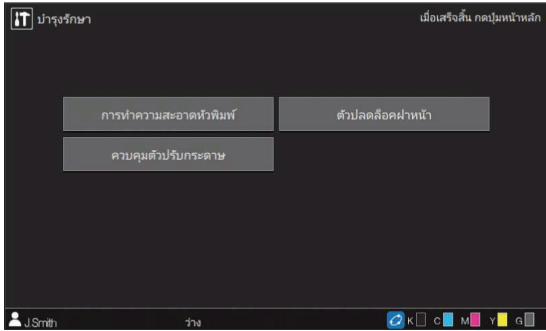 บำรุงรักษา
เมื่อเสร็จสิ้น กดปุ่มหน้าหลัก
การทำความสะอาดหัวพิมพ์
ตัวปลดล็อคฝาหน้า
ควบคุมตัวปรับกระดาษ
J.Smith
ว่าง
K C M Y G